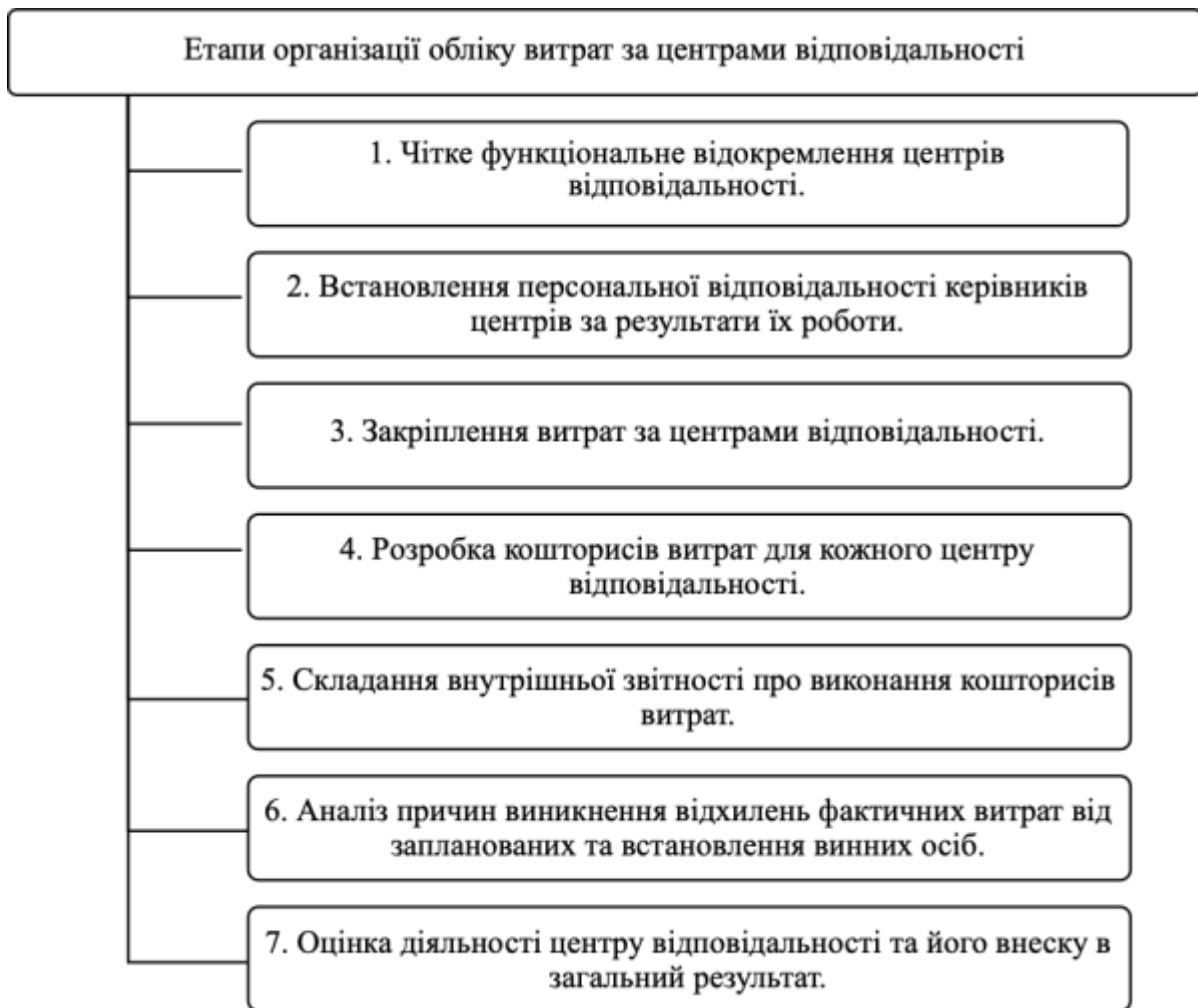 Етапи організації обліку витрат за центрами відповідальності
1. Чітке функціональне відокремлення центрів
відповідальності.
2. Встановлення персональної відповідальності керівників
центрів за результати їх роботи.
3. Закріплення витрат за центрами відповідальності.
4. Розробка кошторисів витрат для кожного центру
відповідальності.
5. Складання внутрішньої звітності про виконання кошторисів
витрат.
6. Аналіз причин виникнення відхилень фактичних витрат від
запланованих та встановлення винних осіб.
7. Оцінка діяльності центру відповідальності та його внеску в
загальний результат.